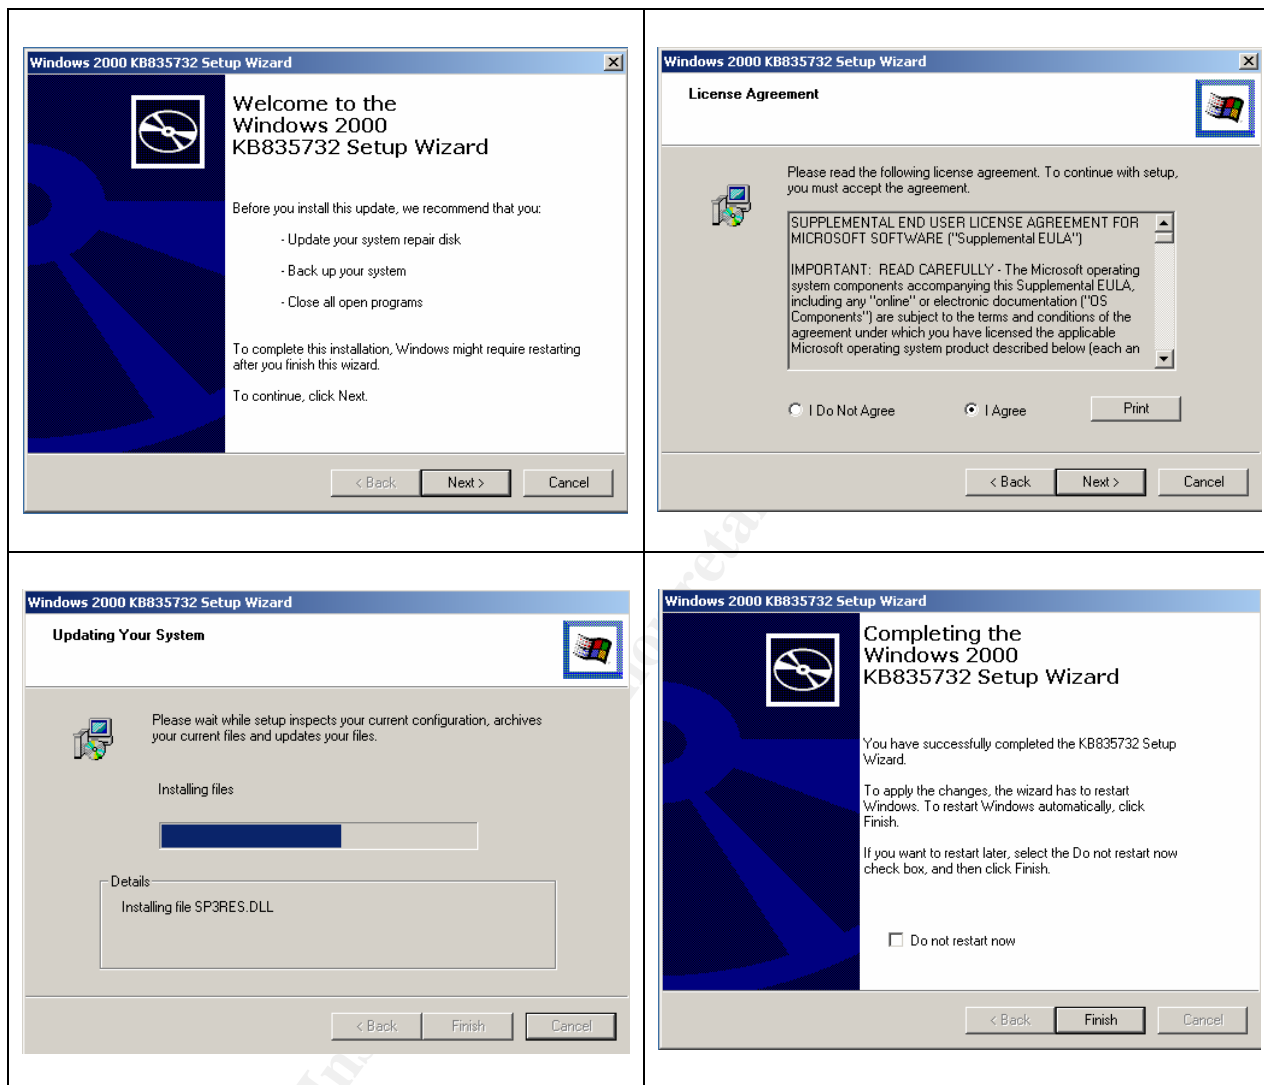 Windows 2000 KB835732 Setup Wizard
Welcome to the
Windows 2000
KB835732 Setup Wizard
Before you install this update, we recommend that you:
- Update your system repair disk
- Back up your system
- Close all open programs
To complete this installation, Windows might require restarting
after you finish this wizard.
To continue, click Next.
< Back
Next >
Cancel
Windows 2000 KB835732 Setup Wizard
License Agreement
Please read the following license agreement. To continue with setup,
you must accept the agreement.
SUPPLEMENTAL END USER LICENSE AGREEMENT FOR
MICROSOFT SOFTWARE ("Supplemental EULA")
IMPORTANT: READ CAREFULLY - The Microsoft operating
system components accompanying this Supplemental EULA,
including any "online" or electronic documentation ("OS
Components") are subject to the terms and conditions of the
agreement under which you have licensed the applicable
Microsoft operating system product described below (each an
I Do Not Agree
I Agree
Print
< Back
Next >
Cancel
Windows 2000 KB835732 Setup Wizard
Updating Your System
Please wait while setup inspects your current configuration, archives
your current files and updates your files.
Installing files
Details
Installing file SP3RES.DLL
< Back
Finish
Cancel
Windows 2000 KB835732 Setup Wizard
Completing the
Windows 2000
KB835732 Setup Wizard
You have successfully completed the KB835732 Setup
Wizard.
To apply the changes, the wizard has to restart
Windows. To restart Windows automatically, click
Finish.
If you want to restart later, select the Do not restart now
check box, and then click Finish.
Do not restart now
< Back
Finish
Cancel